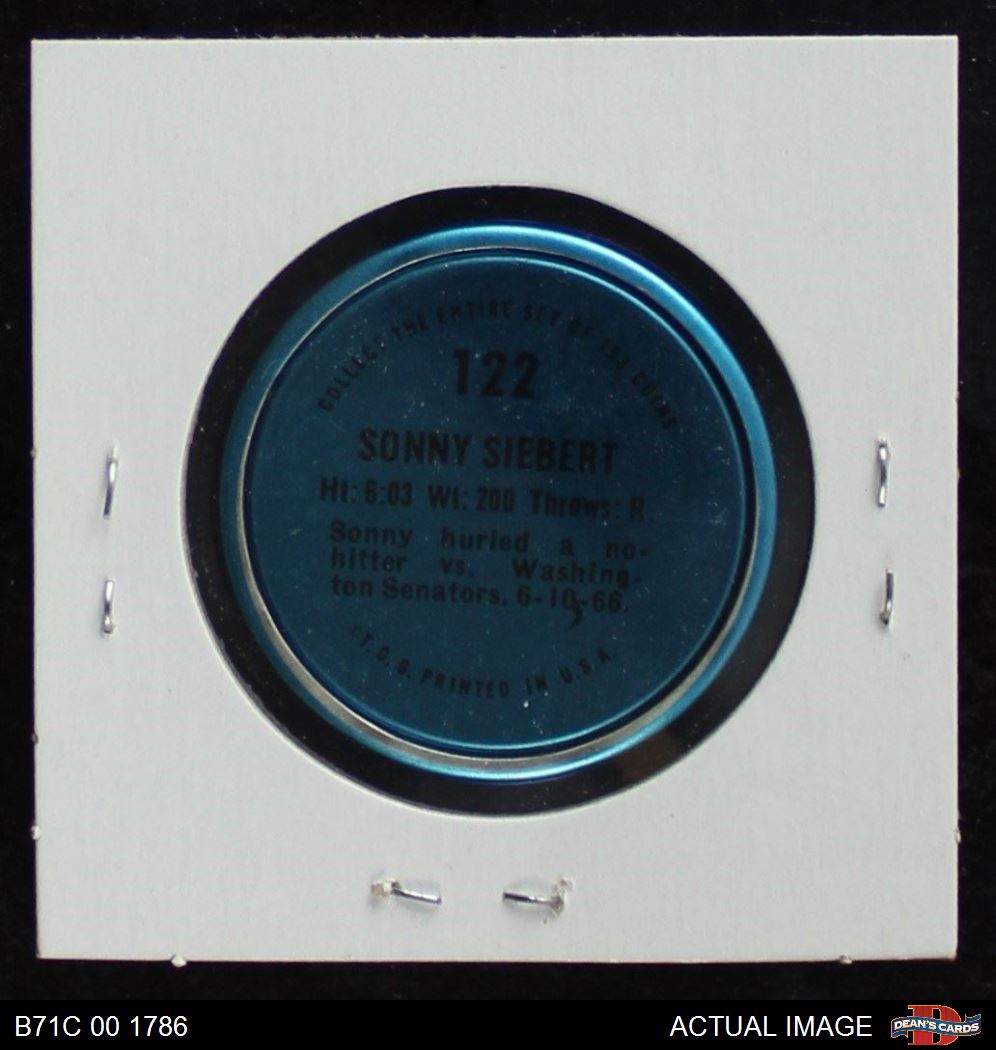 COLLECT THE ENTIRE SET OF 153 COINS
122
SONNY SIEBERT
Ht: 6:03 Wt: 200 Throws: R.
Sonny hurled a no-
hitter vs. Washing-
ton Senators, 6-10-66.
©T.C.G. PRINTED IN U.S.A.
B71C 00 1786
ACTUAL IMAGE
DEAN'S CARDS